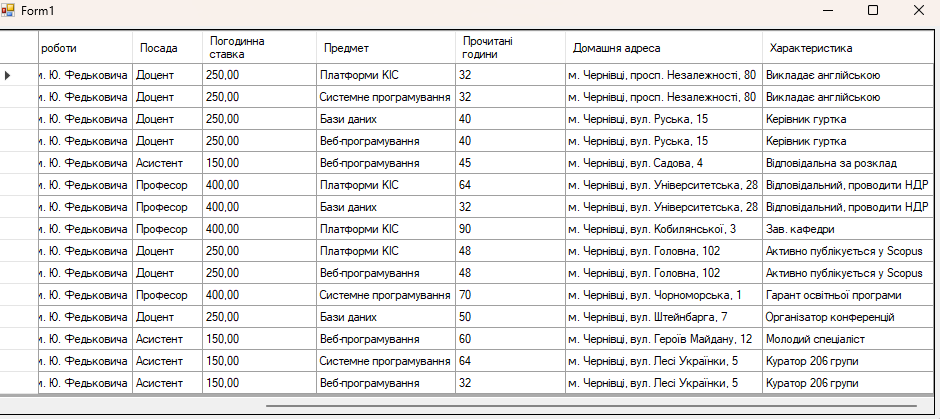 Form1
роботи Посада Погодинна ставка Предмет Прочитані години Домашня адреса Характеристика
м. Ю. Федьковича Доцент 250,00 Платформи КІС 32 м. Чернівці, просп. Незалежності, 80 Викладає англійською
м. Ю. Федьковича Доцент 250,00 Системне програмування 32 м. Чернівці, просп. Незалежності, 80 Викладає англійською
м. Ю. Федьковича Доцент 250,00 Бази даних 40 м. Чернівці, вул. Руська, 15 Керівник гуртка
м. Ю. Федьковича Доцент 250,00 Веб-програмування 40 м. Чернівці, вул. Руська, 15 Керівник гуртка
м. Ю. Федьковича Асистент 150,00 Веб-програмування 45 м. Чернівці, вул. Садова, 4 Відповідальна за розклад
м. Ю. Федьковича Професор 400,00 Платформи КІС 64 м. Чернівці, вул. Університетська, 28 Відповідальний, проводити НДР
м. Ю. Федьковича Професор 400,00 Бази даних 32 м. Чернівці, вул. Університетська, 28 Відповідальний, проводити НДР
м. Ю. Федьковича Професор 400,00 Платформи КІС 90 м. Чернівці, вул. Кобилянської, 3 Зав. кафедри
м. Ю. Федьковича Доцент 250,00 Платформи КІС 48 м. Чернівці, вул. Головна, 102 Активно публікується у Scopus
м. Ю. Федьковича Доцент 250,00 Веб-програмування 48 м. Чернівці, вул. Головна, 102 Активно публікується у Scopus
м. Ю. Федьковича Професор 400,00 Системне програмування 70 м. Чернівці, вул. Чорноморська, 1 Гарант освітньої програми
м. Ю. Федьковича Доцент 250,00 Бази даних 50 м. Чернівці, вул. Штейнбарга, 7 Організатор конференцій
м. Ю. Федьковича Асистент 150,00 Веб-програмування 60 м. Чернівці, вул. Героїв Майдану, 12 Молодий спеціаліст
м. Ю. Федьковича Асистент 150,00 Системне програмування 64 м. Чернівці, вул. Лесі Українки, 5 Куратор 206 групи
м. Ю. Федьковича Асистент 150,00 Веб-програмування 32 м. Чернівці, вул. Лесі Українки, 5 Куратор 206 групи